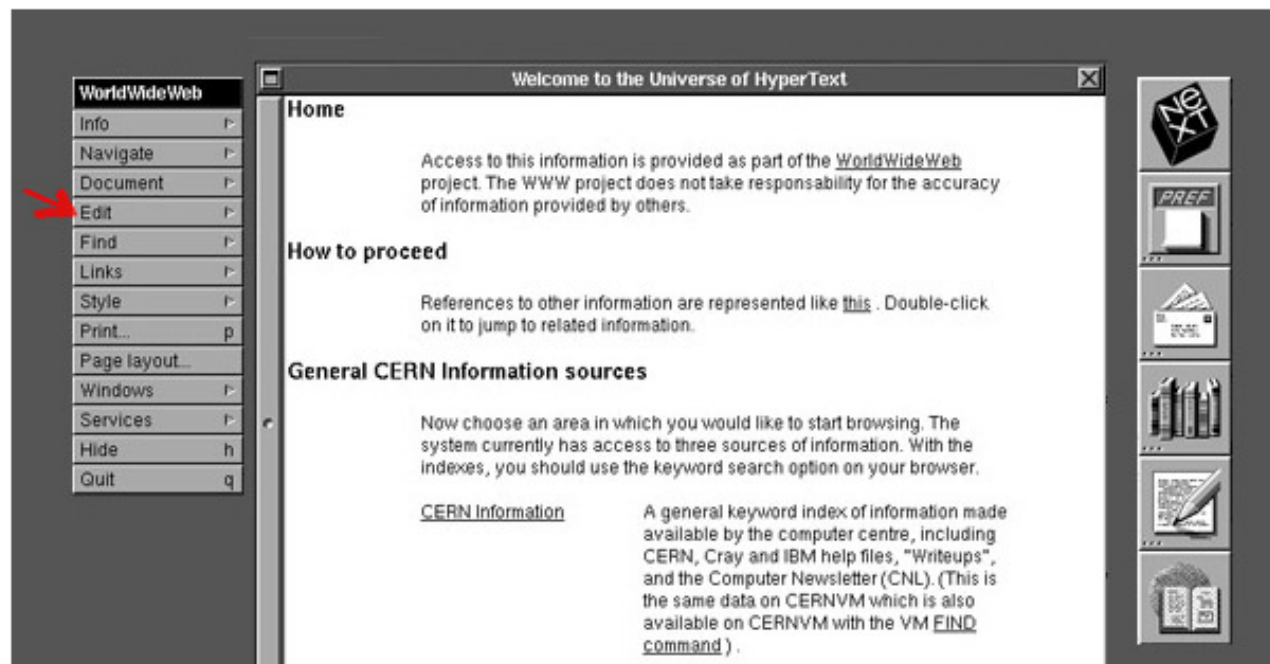 WorldWideWeb
Info
Navigate
Document
Edit
Find
Links
Style
Print... p
Page layout...
Windows
Services
Hide h
Quit q
Welcome to the Universe of HyperText
Home
Access to this information is provided as part of the WorldWideWeb
project. The WWW project does not take responsability for the accuracy
of information provided by others.
How to proceed
References to other information are represented like this . Double-click
on it to jump to related information.
General CERN Information sources
Now choose an area in which you would like to start browsing. The
system currently has access to three sources of information. With the
indexes, you should use the keyword search option on your browser.
CERN Information
A general keyword index of information made
available by the computer centre, including
CERN, Cray and IBM help files, "Writeups",
and the Computer Newsletter (CNL). (This is
the same data on CERNVM which is also
available on CERNVM with the VM FIND
command ) .
NeXT
PREF